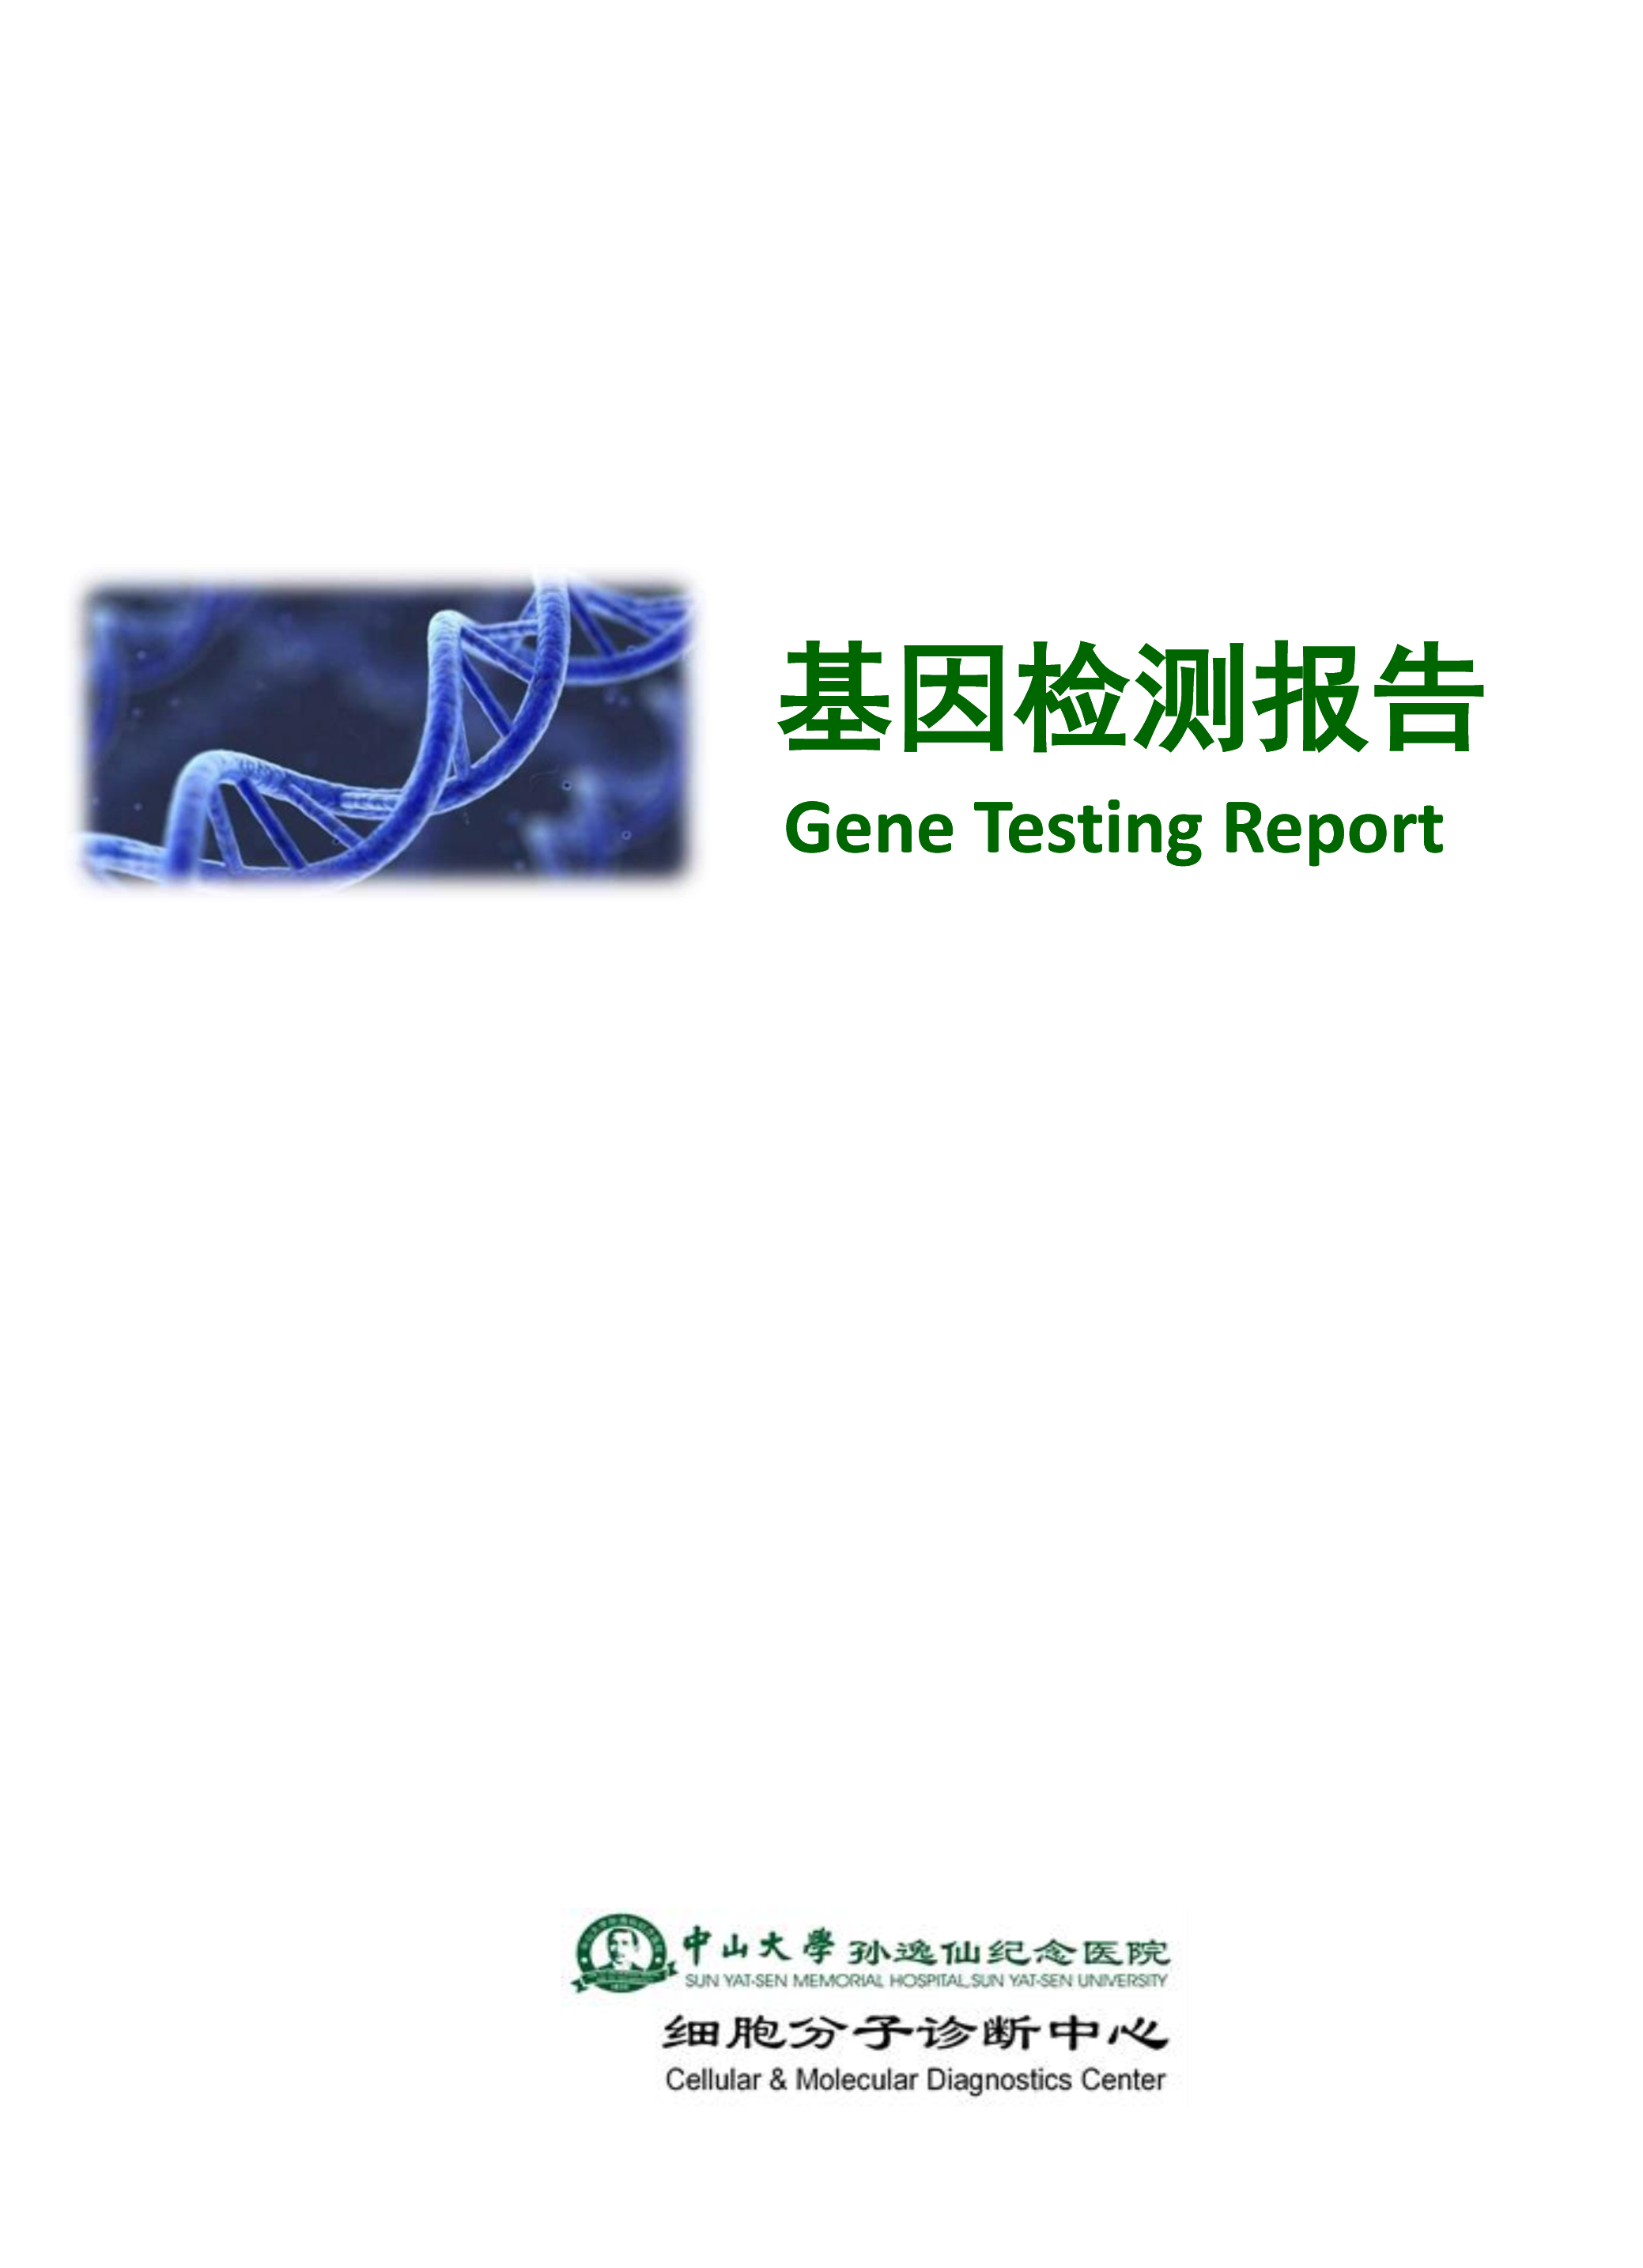 基因检测报告
Gene Testing Report
中山大學 孙逸仙纪念医院
SUN YAT-SEN MEMORIAL HOSPITAL,SUN YAT-SEN UNIVERSITY
细胞分子诊断中心
Cellular & Molecular Diagnostics Center